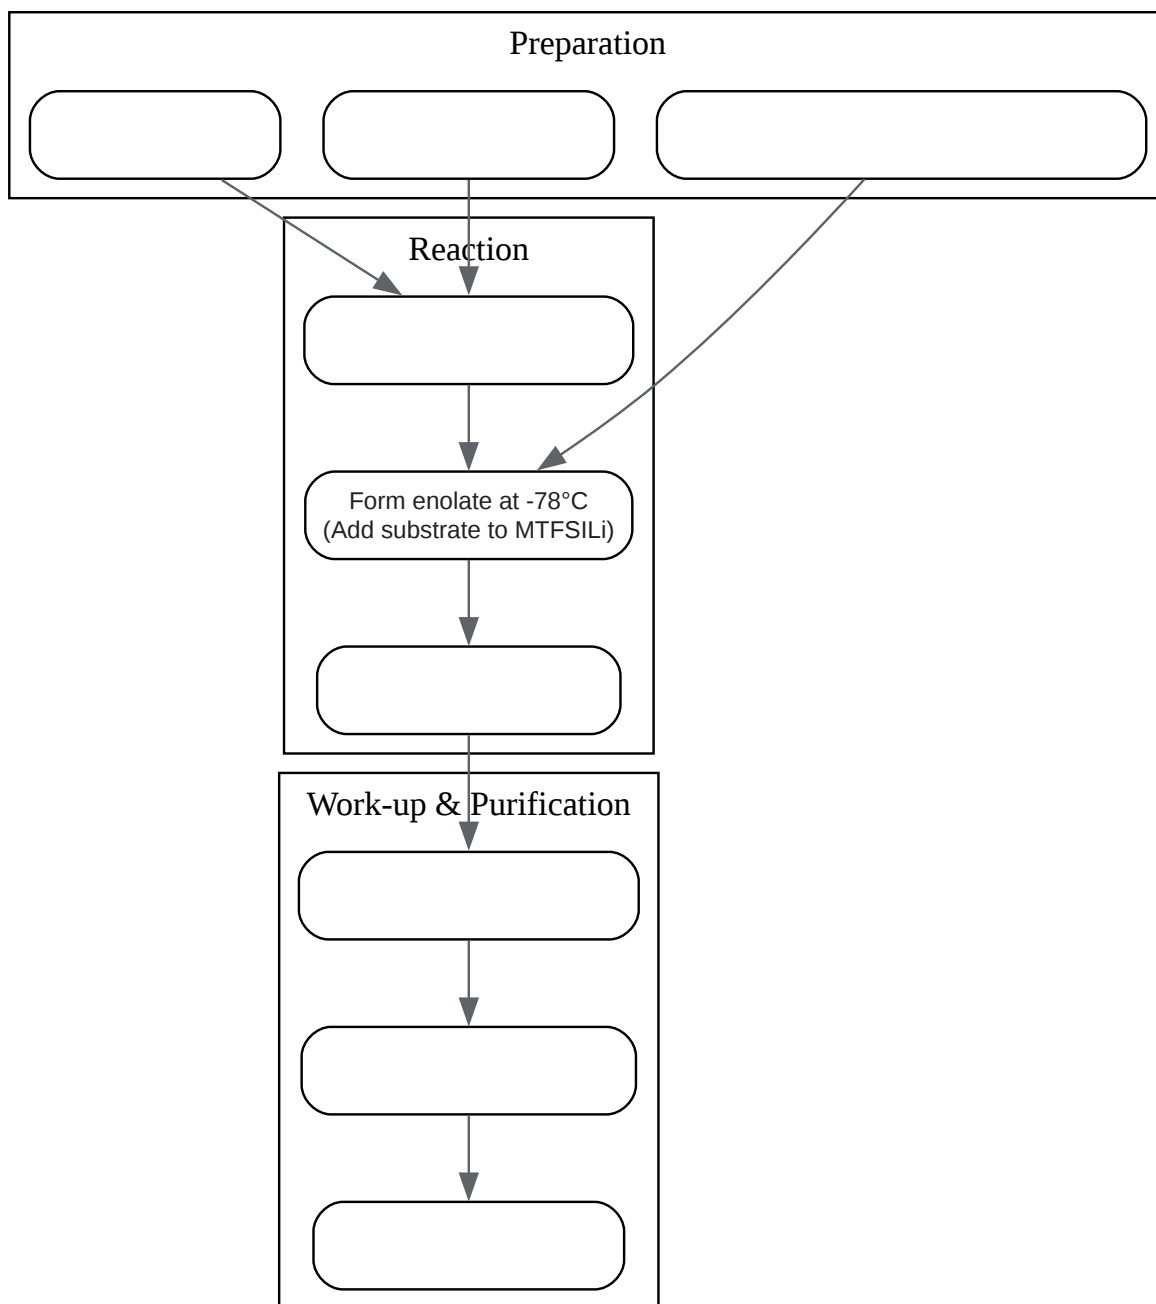 Preparation
Reaction
Form enolate at -78°C
(Add substrate to MTFSILi)
Work-up & Purification